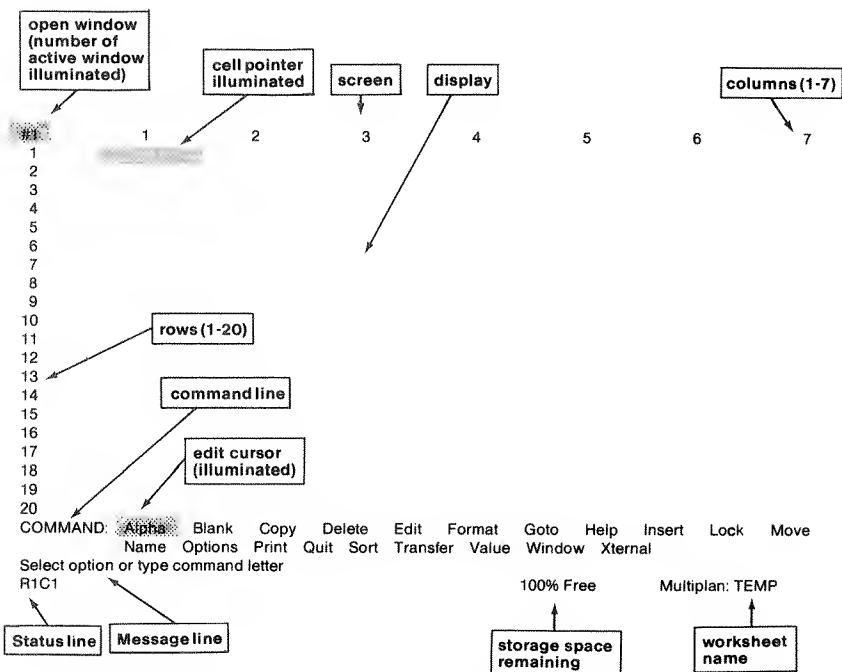 open window
(number of
active window
illuminated)
cell pointer
illuminated
screen
display
columns (1-7)
#1 1 2 3 4 5 6 7
1
2
3
4
5
6
7
8
9
10
11
12
13
14
15
16
17
18
19
20
rows (1-20)
command line
edit cursor
(illuminated)
COMMAND: Alpha Blank Copy Delete Edit Format Goto Help Insert Lock Move
Name Options Print Quit Sort Transfer Value Window Xternal
Select option or type command letter
R1C1 100% Free Multiplan: TEMP
Status line
Message line
storage space
remaining
worksheet
name